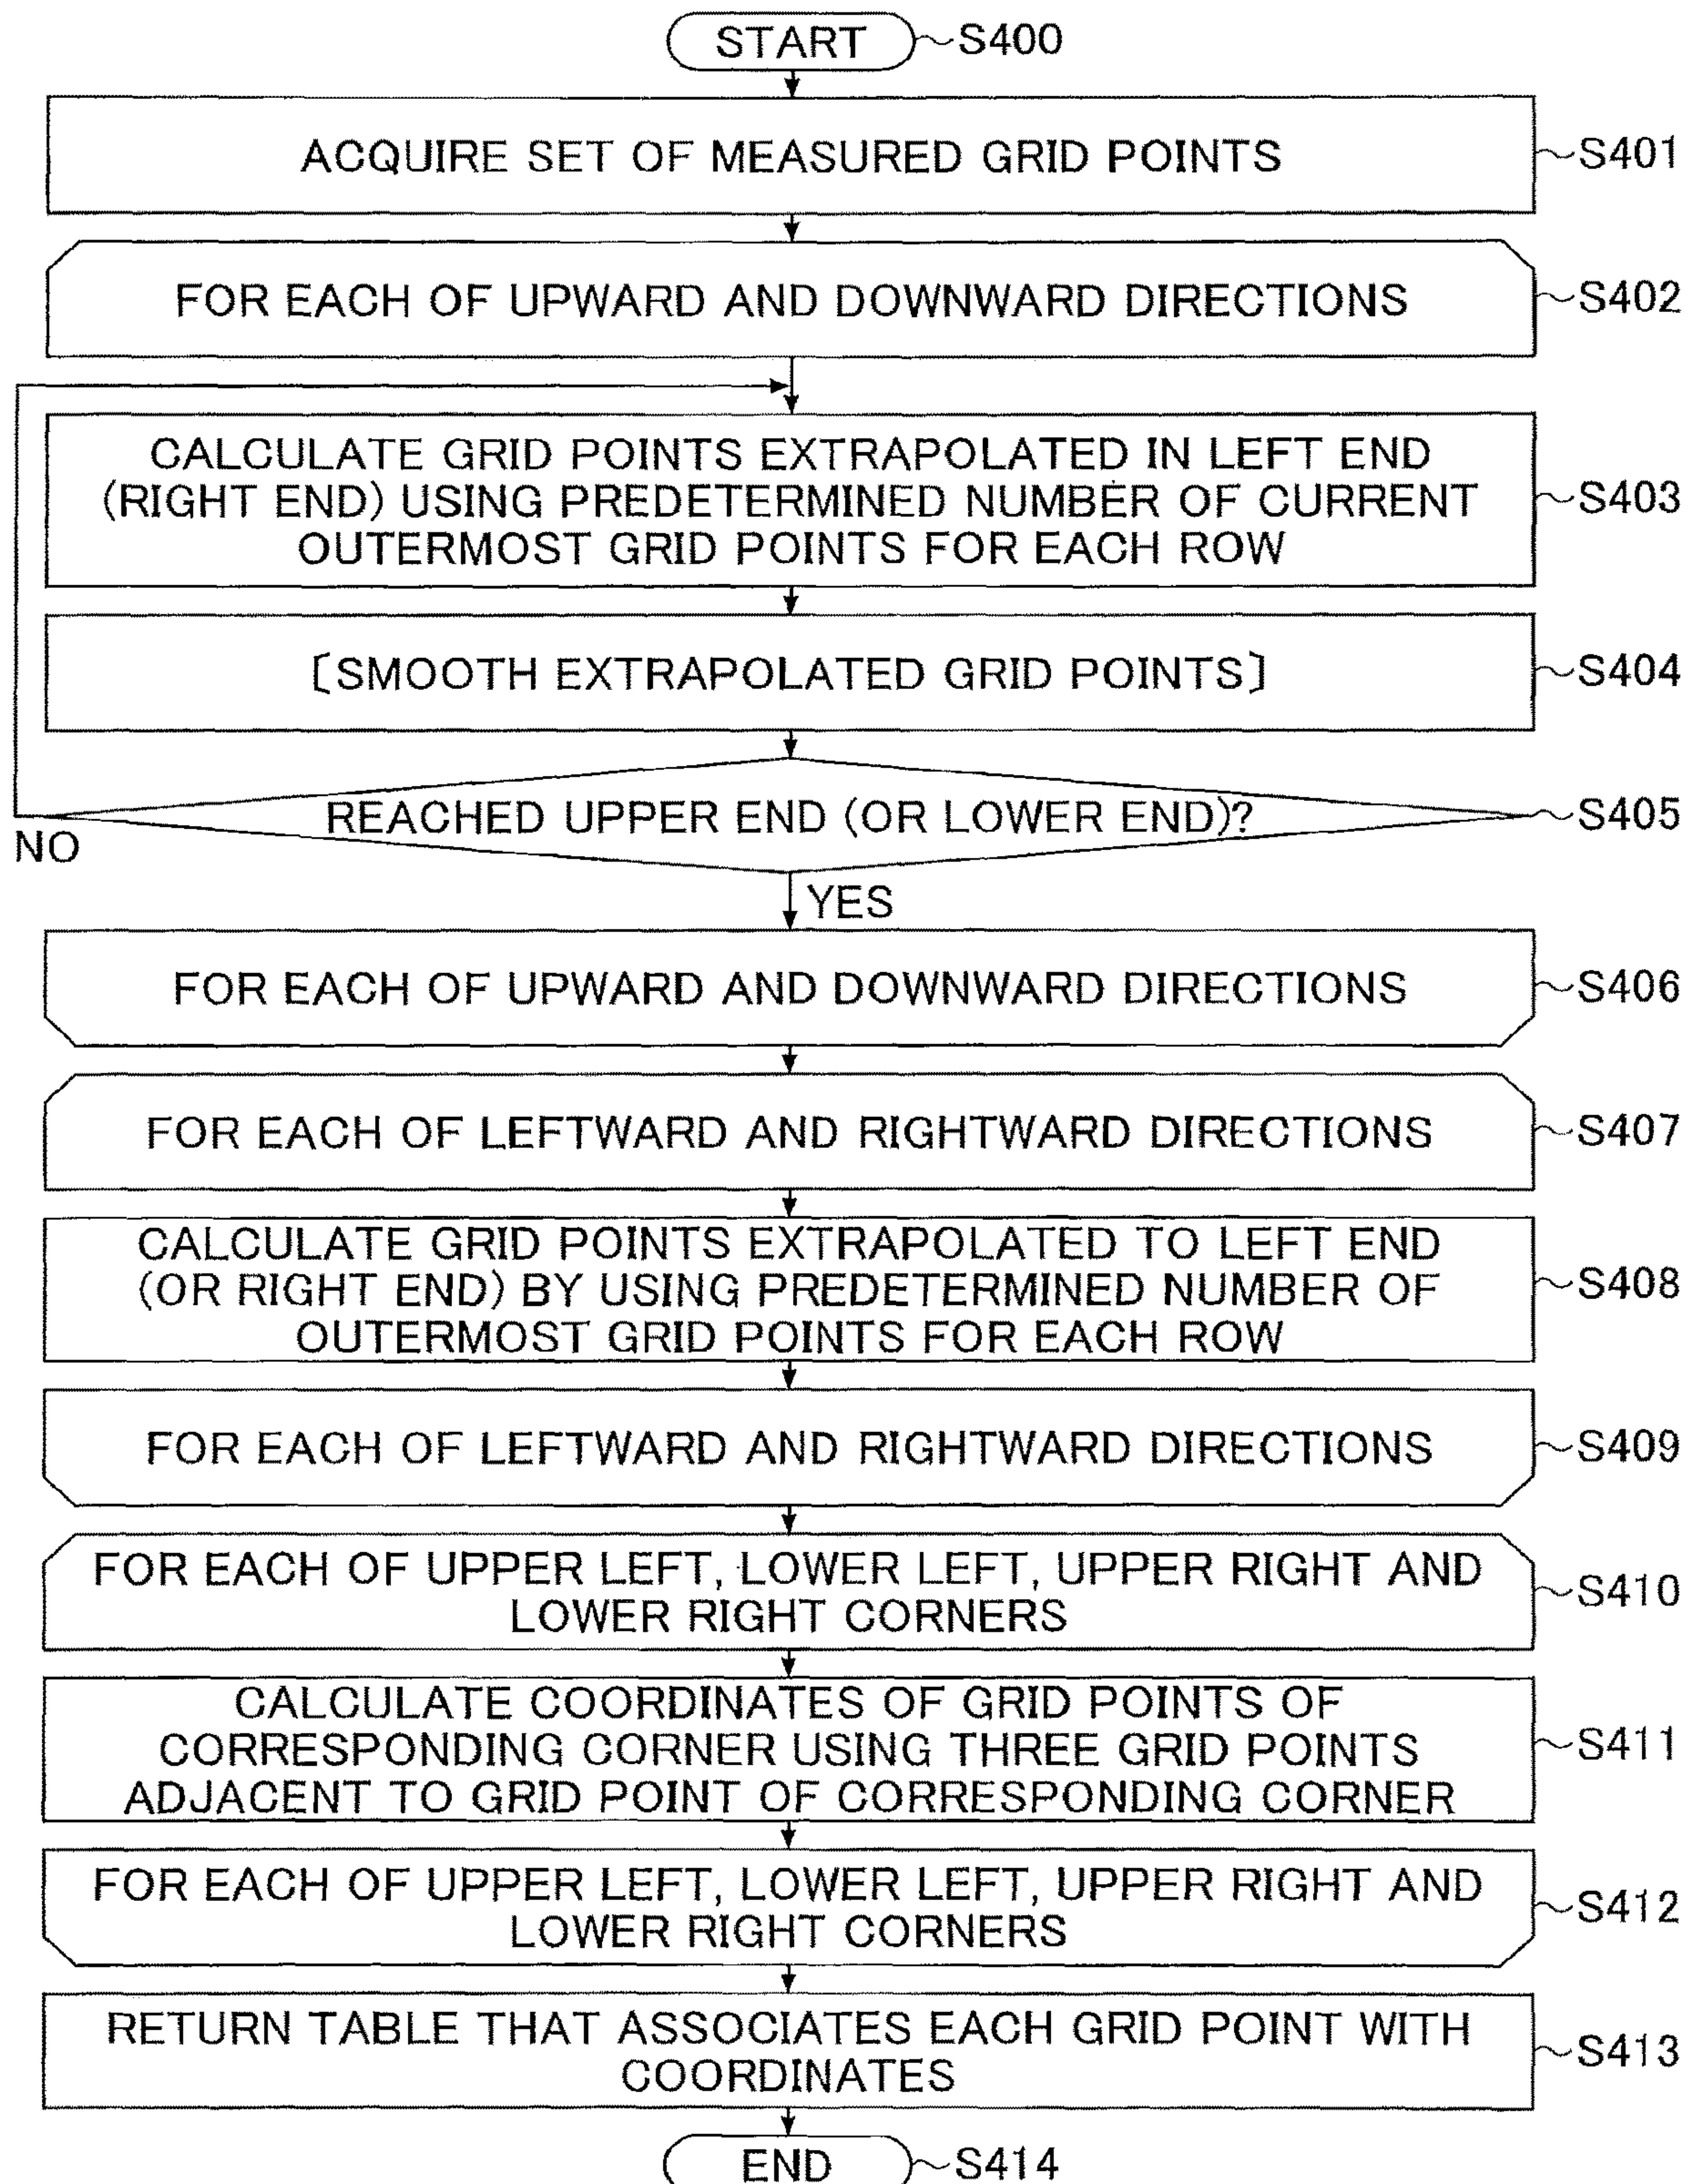 START S400
ACQUIRE SET OF MEASURED GRID POINTS S401
FOR EACH OF UPWARD AND DOWNWARD DIRECTIONS S402
CALCULATE GRID POINTS EXTRAPOLATED IN LEFT END
(RIGHT END) USING PREDETERMINED NUMBER OF CURRENT S403
OUTERMOST GRID POINTS FOR EACH ROW
[SMOOTH EXTRAPOLATED GRID POINTS] S404
REACHED UPPER END (OR LOWER END)? S405
NO
YES
FOR EACH OF UPWARD AND DOWNWARD DIRECTIONS S406
FOR EACH OF LEFTWARD AND RIGHTWARD DIRECTIONS S407
CALCULATE GRID POINTS EXTRAPOLATED TO LEFT END
(OR RIGHT END) BY USING PREDETERMINED NUMBER OF S408
OUTERMOST GRID POINTS FOR EACH ROW
FOR EACH OF LEFTWARD AND RIGHTWARD DIRECTIONS S409
FOR EACH OF UPPER LEFT, LOWER LEFT, UPPER RIGHT AND S410
LOWER RIGHT CORNERS
CALCULATE COORDINATES OF GRID POINTS OF
CORRESPONDING CORNER USING THREE GRID POINTS S411
ADJACENT TO GRID POINT OF CORRESPONDING CORNER
FOR EACH OF UPPER LEFT, LOWER LEFT, UPPER RIGHT AND S412
LOWER RIGHT CORNERS
RETURN TABLE THAT ASSOCIATES EACH GRID POINT WITH S413
COORDINATES
END S414